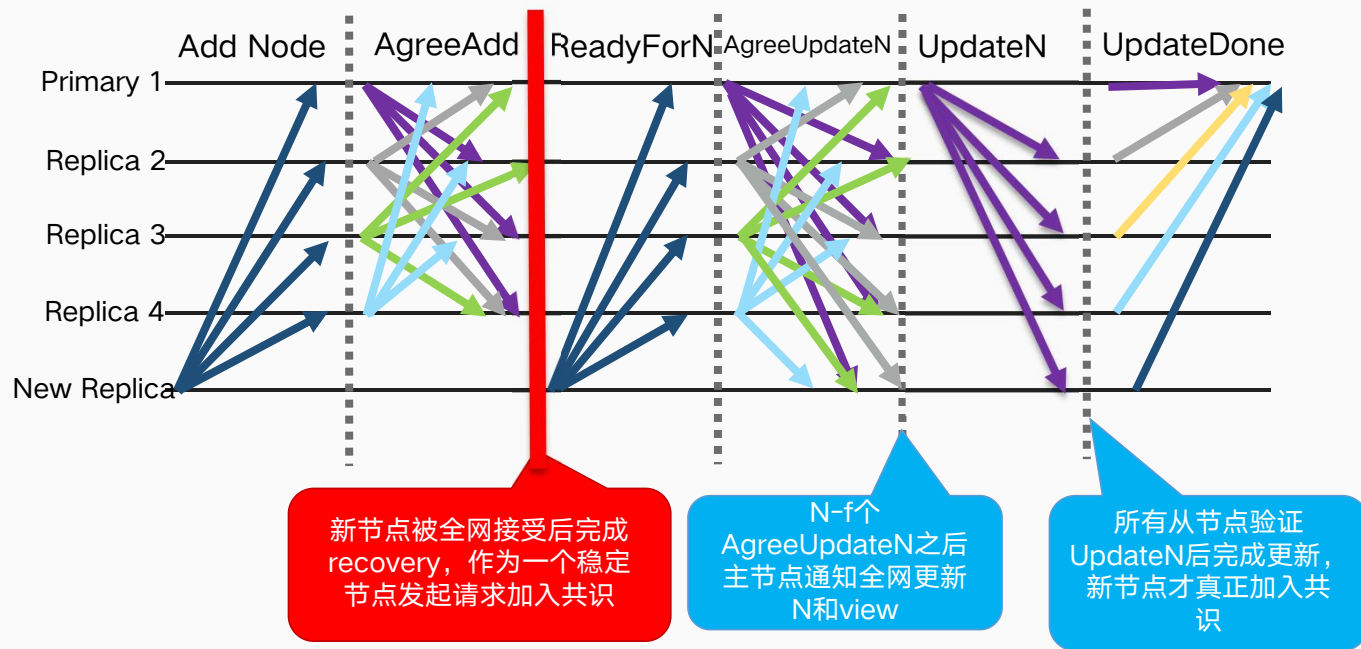 Add Node
AgreeAdd
ReadyForN
AgreeUpdateN
UpdateN
UpdateDone
Primary 1
Replica 2
Replica 3
Replica 4
New Replica
新节点被全网接受后完成
recovery，作为一个稳定
节点发起请求加入共识
N-f个
AgreeUpdateN之后
主节点通知全网更新
N和view
所有从节点验证
UpdateN后完成更新，
新节点才真正加入共
识